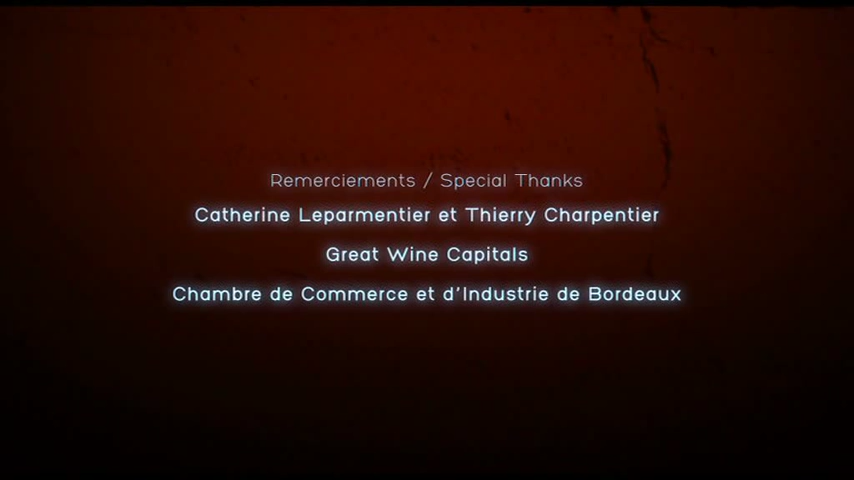 Remerciements / Special Thanks
Catherine Leparmentier et Thierry Charpentier
Great Wine Capitals
Chambre de Commerce et d'Industrie de Bordeaux